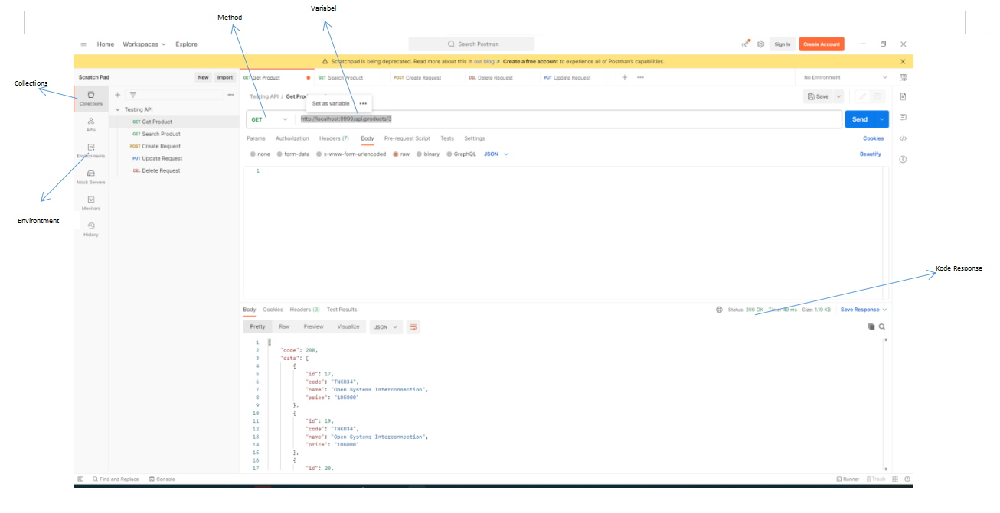 Variabel
Method
Home Workspaces Explore Search Postman Sign In Create Account
Scratchpad is being deprecated. Read more about this in our blog ↗ Create a free account to experience all of Postman's capabilities.
Scratch Pad New Import GET Get Product GET Search Product POST Create Request DEL Delete Request PUT Update Request No Environment
Collections
Collections
Testing API / Get Pro
Save
Set as variable
Testing API
GET http://localhost:9999/api/products/3 Send
GET Get Product
APIs
GET Search Product
Params Authorization Headers (7) Body Pre-request Script Tests Settings Cookies
POST Create Request
Environments
none form-data x-www-form-urlencoded raw binary GraphQL JSON Beautify
PUT Update Request
DEL Delete Request
1
Mock Servers
Monitors
Environtment
History
Kode Response
Body Cookies Headers (3) Test Results Status: 200 OK Time: 49 ms Size: 1.19 KB Save Response
Pretty Raw Preview Visualize JSON
1 {
2 "code": 200,
3 "data": [
4 {
5 "id": 17,
6 "code": "TNK034",
7 "name": "Open Systems Interconnection",
8 "price": "105000"
9 },
10 {
11 "id": 19,
12 "code": "TNK034",
13 "name": "Open Systems Interconnection",
14 "price": "105000"
15 },
16 {
17 "id": 20,
Find and Replace Console Runner Trash